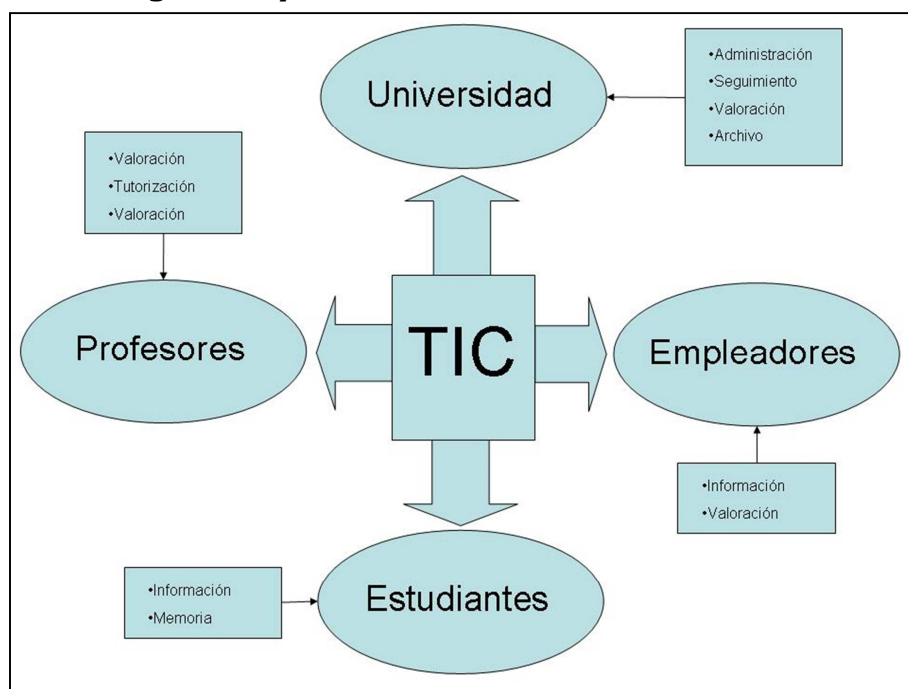 Universidad
•Administración
•Seguimiento
•Valoración
•Archivo
•Valoración
•Tutorización
•Valoración
Profesores
TIC
Empleadores
•Información
•Valoración
•Información
•Memoria
Estudiantes